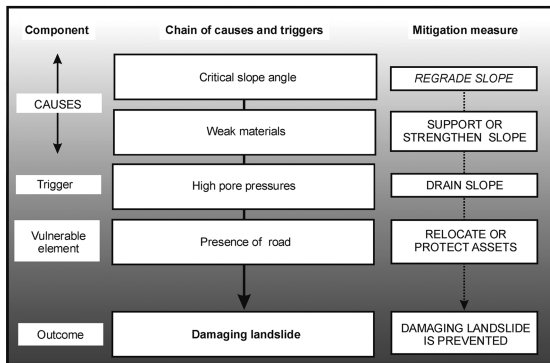 Component Chain of causes and triggers Mitigation measure
Critical slope angle
REGRADE SLOPE
CAUSES
Weak materials
SUPPORT OR
STRENGTHEN SLOPE
Trigger
High pore pressures
DRAIN SLOPE
Vulnerable
element
Presence of road
RELOCATE OR
PROTECT ASSETS
Outcome
Damaging landslide
DAMAGING LANDSLIDE
IS PREVENTED